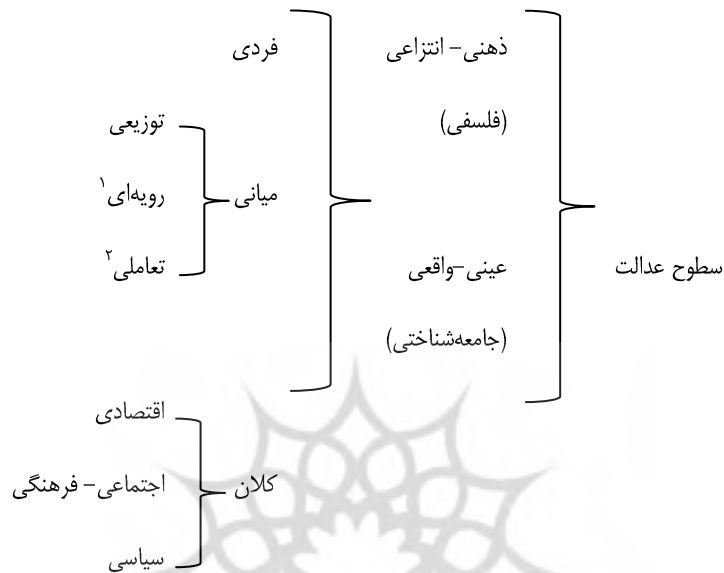 سطوح عدالت
ذهنی- انتزاعی
(فلسفی)
عینی-واقعی
(جامعه‌شناختی)
فردی
میانی
توزیعی
رویه‌ای۱
تعاملی۲
کلان
اقتصادی
اجتماعی- فرهنگی
سیاسی